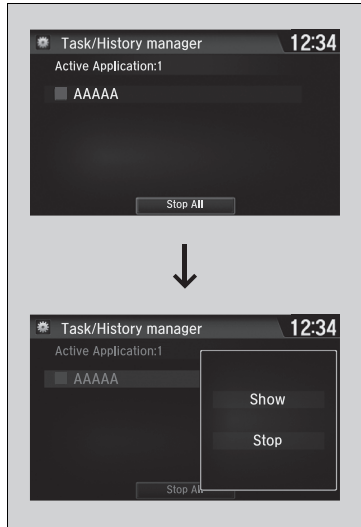 Task/History manager 12:34
Active Application:1
AAAAA
Stop All
Task/History manager 12:34
Active Application:1
AAAAA
Show
Stop
Stop All